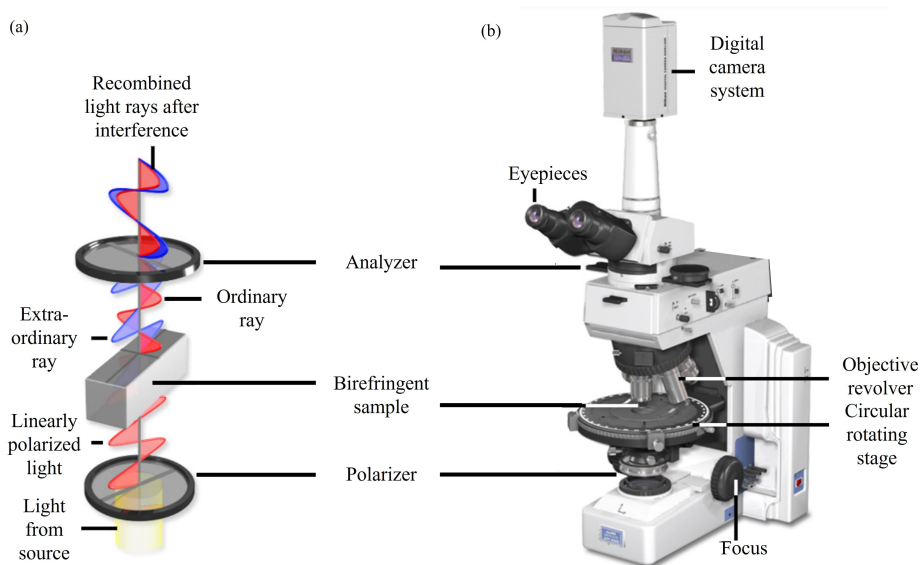 (a)
Recombined
light rays after
interference
Analyzer
Ordinary
ray
Extra-
ordinary
ray
Birefringent
sample
Linearly
polarized
light
Polarizer
Light
from
source
(b)
Digital
camera
system
Eyepieces
Objective
revolver
Circular
rotating
stage
Focus